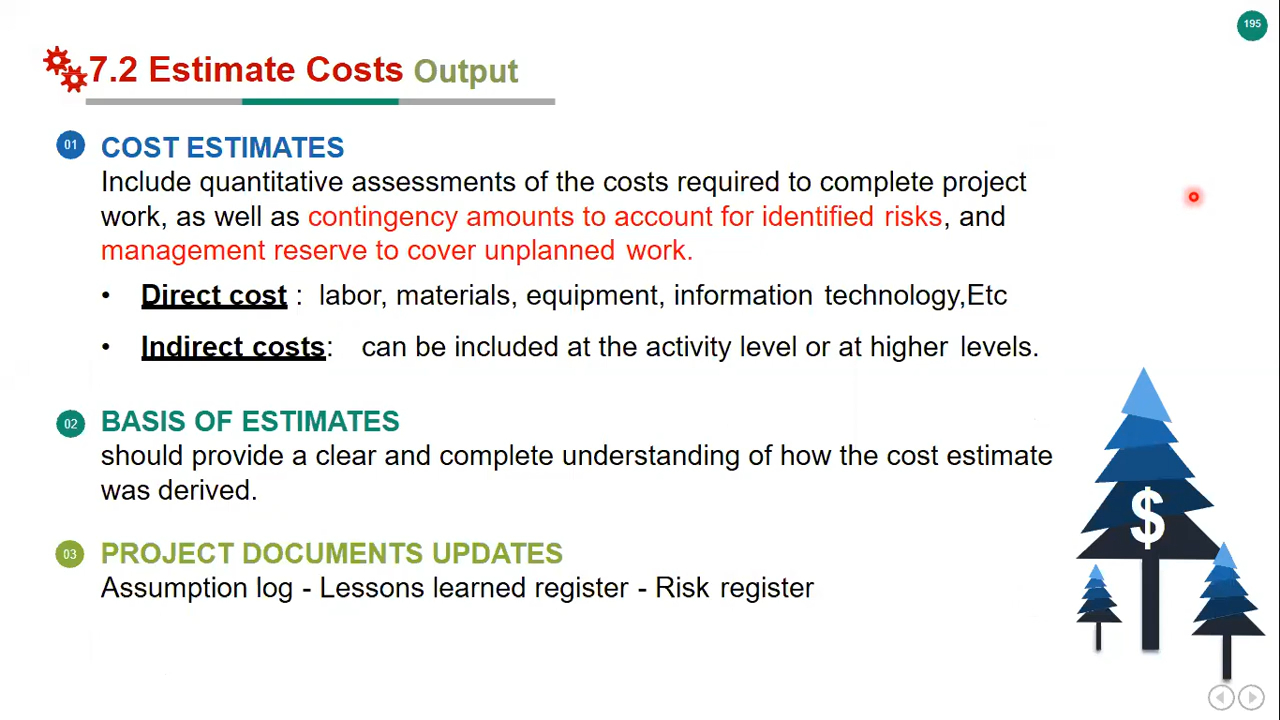 195
7.2 Estimate Costs Output
01 COST ESTIMATES
Include quantitative assessments of the costs required to complete project
work, as well as contingency amounts to account for identified risks, and
management reserve to cover unplanned work.
• Direct cost : labor, materials, equipment, information technology,Etc
• Indirect costs: can be included at the activity level or at higher levels.
02 BASIS OF ESTIMATES
should provide a clear and complete understanding of how the cost estimate
was derived.
03 PROJECT DOCUMENTS UPDATES
Assumption log - Lessons learned register - Risk register
$